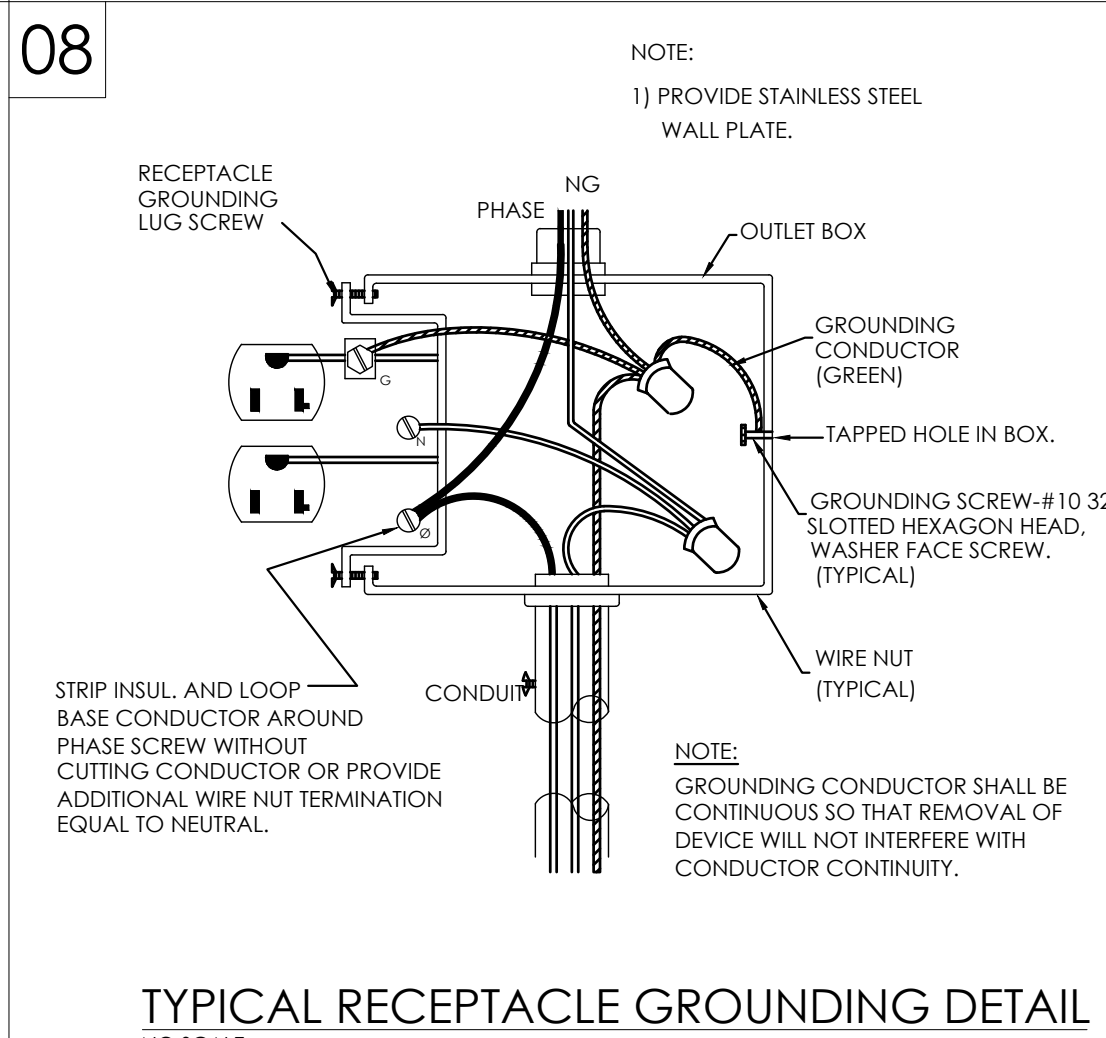 08
NOTE:
1) PROVIDE STAINLESS STEEL
WALL PLATE.
RECEPTACLE
GROUNDING
LUG SCREW
PHASE
NG
OUTLET BOX
GROUNDING
CONDUCTOR
(GREEN)
G
N
TAPPED HOLE IN BOX.
Ø
GROUNDING SCREW-#10 32
SLOTTED HEXAGON HEAD,
WASHER FACE SCREW.
(TYPICAL)
WIRE NUT
(TYPICAL)
CONDUIT
STRIP INSUL. AND LOOP
BASE CONDUCTOR AROUND
PHASE SCREW WITHOUT
CUTTING CONDUCTOR OR PROVIDE
ADDITIONAL WIRE NUT TERMINATION
EQUAL TO NEUTRAL.
NOTE:
GROUNDING CONDUCTOR SHALL BE
CONTINUOUS SO THAT REMOVAL OF
DEVICE WILL NOT INTERFERE WITH
CONDUCTOR CONTINUITY.
TYPICAL RECEPTACLE GROUNDING DETAIL
NO SCALE